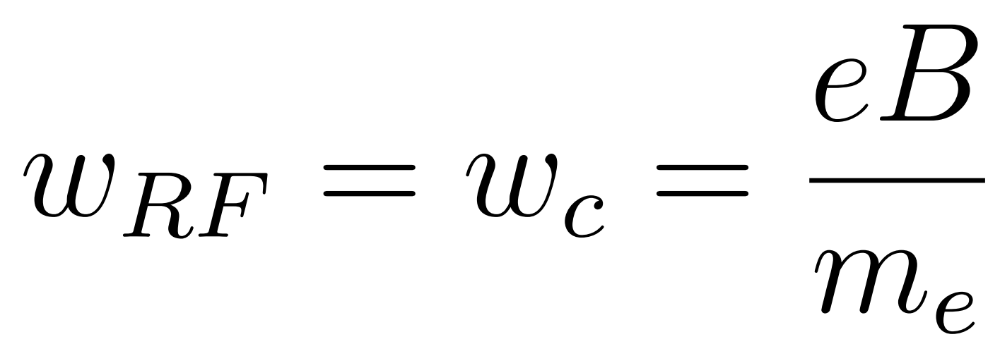 w_{RF} = w_c = \frac{eB}{m_e}